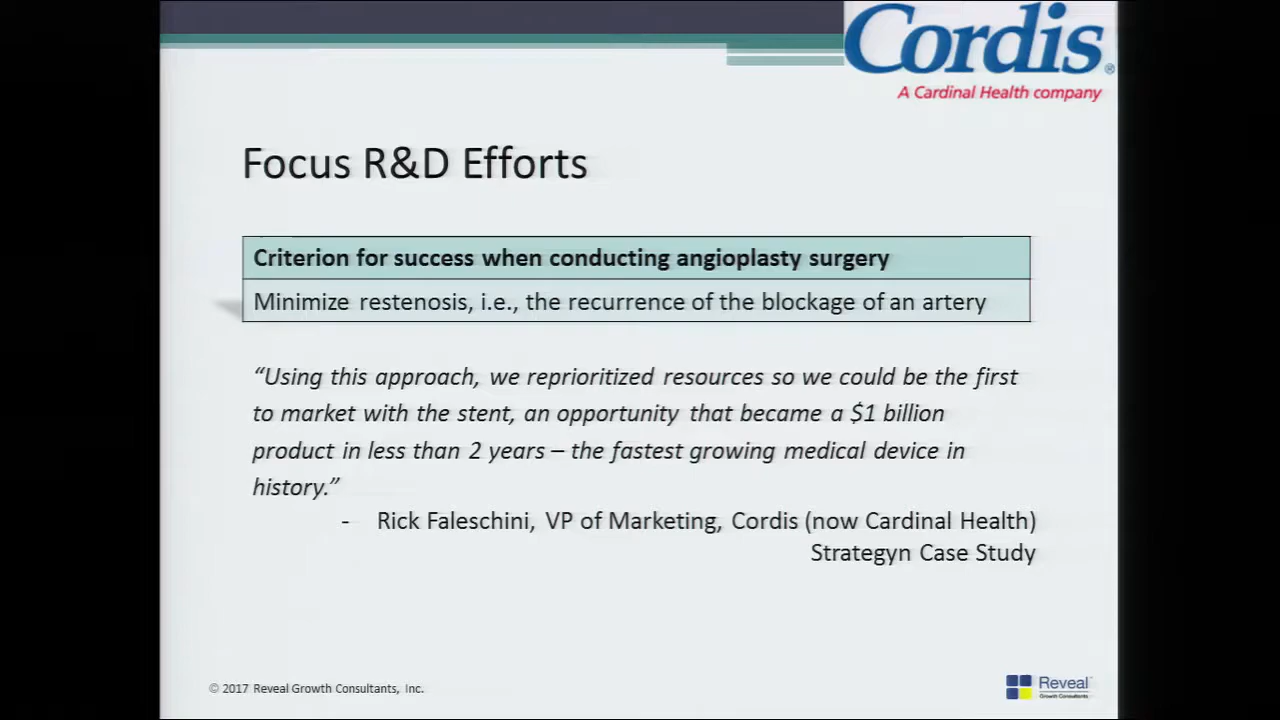 Cordis®
A Cardinal Health company
Focus R&D Efforts
Criterion for success when conducting angioplasty surgery
Minimize restenosis, i.e., the recurrence of the blockage of an artery
“Using this approach, we reprioritized resources so we could be the first
to market with the stent, an opportunity that became a $1 billion
product in less than 2 years – the fastest growing medical device in
history.”
- Rick Faleschini, VP of Marketing, Cordis (now Cardinal Health)
Strategyn Case Study
© 2017 Reveal Growth Consultants, Inc.
Reveal
Growth Consultants